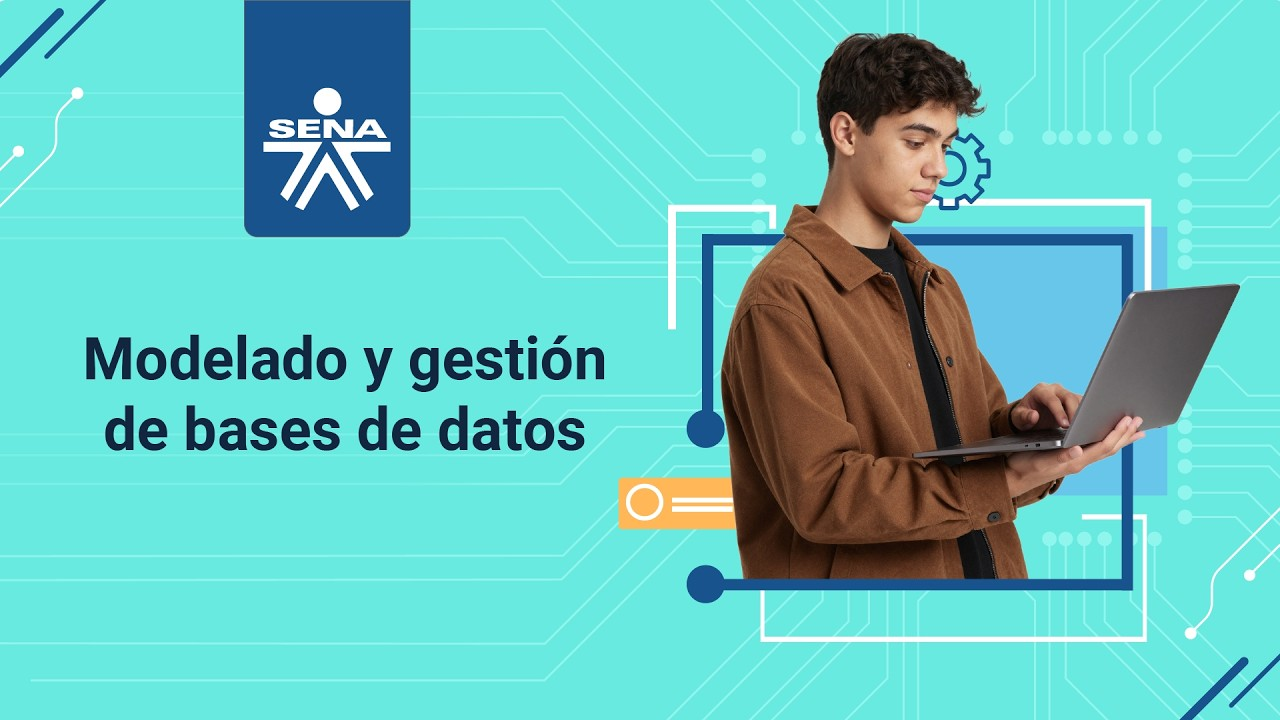 SENA
Modelado y gestión
de bases de datos